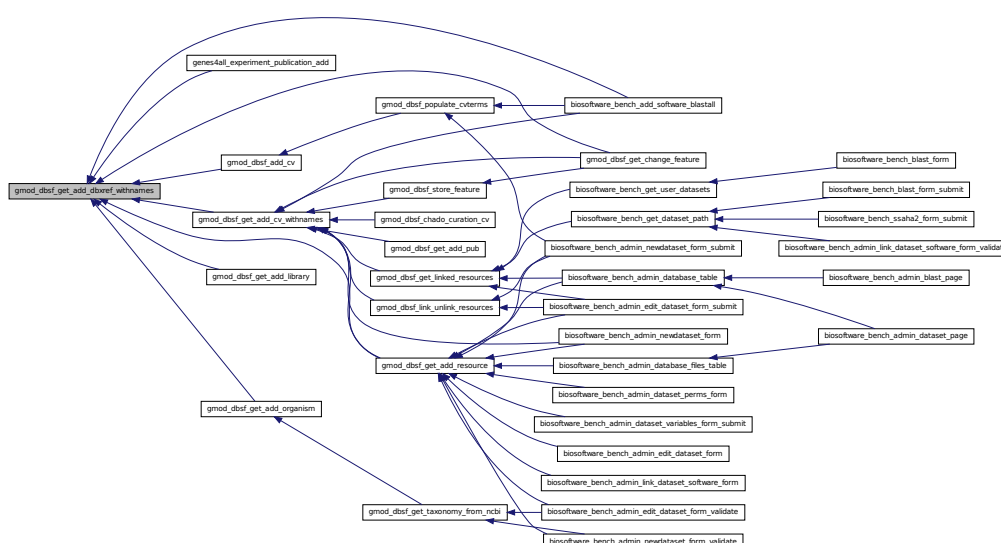 genes4all_experiment_publication_add
gmod_dbsf_populate_cvterms
biosoftware_bench_add_software_blastall
gmod_dbsf_add_cv
gmod_dbsf_get_change_feature
biosoftware_bench_blast_form
gmod_dbsf_get_add_dbxref_withnames
gmod_dbsf_store_feature
biosoftware_bench_get_user_datasets
biosoftware_bench_blast_form_submit
gmod_dbsf_get_add_cv_withnames
gmod_dbsf_chado_curation_cv
biosoftware_bench_get_dataset_path
biosoftware_bench_ssaha2_form_submit
gmod_dbsf_get_add_pub
biosoftware_bench_admin_newdataset_form_submit
biosoftware_bench_admin_link_dataset_software_form_validat
gmod_dbsf_get_add_library
gmod_dbsf_get_linked_resources
biosoftware_bench_admin_database_table
biosoftware_bench_admin_blast_page
gmod_dbsf_link_unlink_resources
biosoftware_bench_admin_edit_dataset_form_submit
biosoftware_bench_admin_newdataset_form
biosoftware_bench_admin_dataset_page
gmod_dbsf_get_add_resource
biosoftware_bench_admin_database_files_table
biosoftware_bench_admin_dataset_perms_form
gmod_dbsf_get_add_organism
biosoftware_bench_admin_dataset_variables_form_submit
biosoftware_bench_admin_edit_dataset_form
biosoftware_bench_admin_link_dataset_software_form
gmod_dbsf_get_taxonomy_from_ncbi
biosoftware_bench_admin_edit_dataset_form_validate
biosoftware_bench_admin_newdataset_form_validate